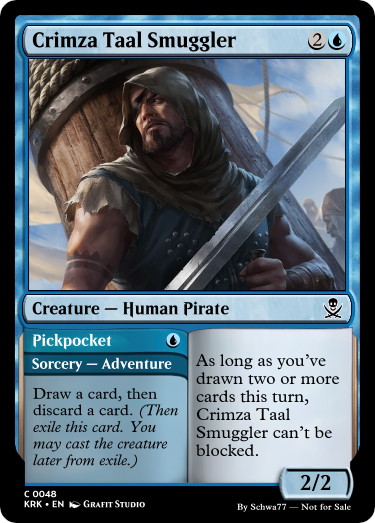 Crimza Taal Smuggler 2
Creature — Human Pirate
Pickpocket
Sorcery — Adventure
Draw a card, then
discard a card. (Then
exile this card. You
may cast the creature
later from exile.)
As long as you've
drawn two or more
cards this turn,
Crimza Taal
Smuggler can't be
blocked.
2/2
C 0048
KRK • EN Grafit Studio
By Schwa77 — Not for Sale